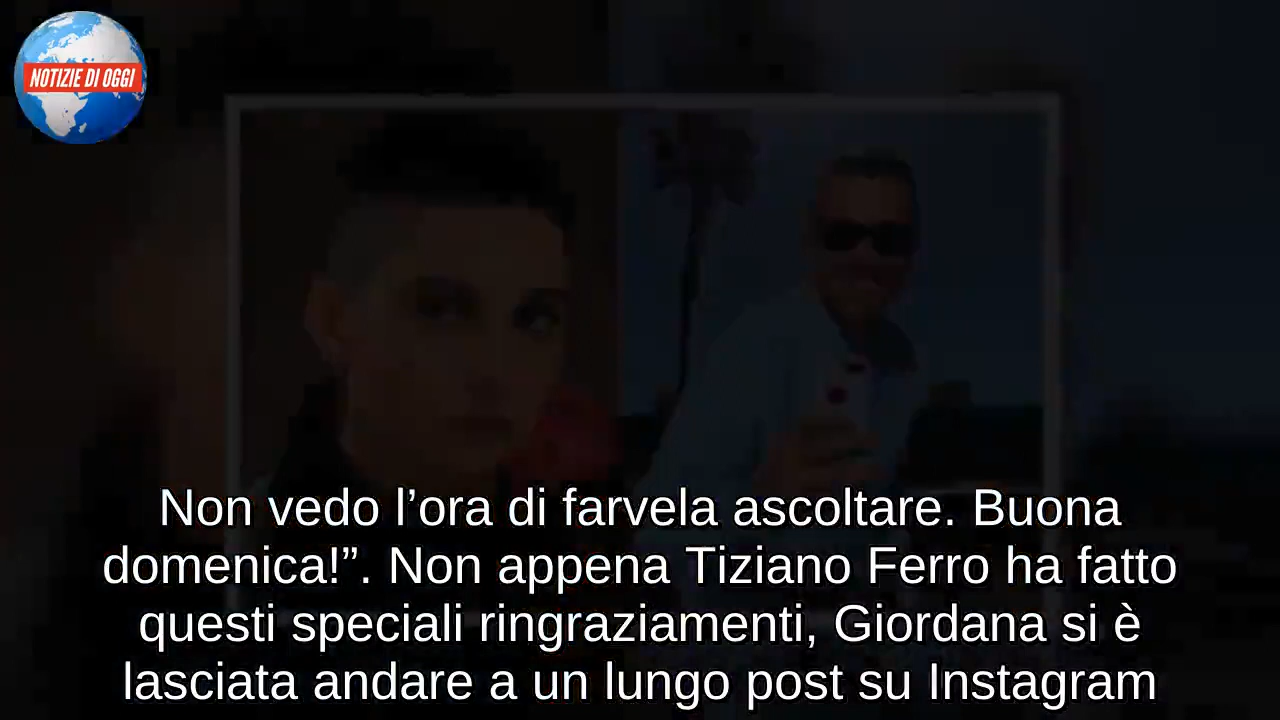 NOTIZIE DI OGGI
Non vedo l’ora di farvela ascoltare. Buona
domenica!”. Non appena Tiziano Ferro ha fatto
questi speciali ringraziamenti, Giordana si è
lasciata andare a un lungo post su Instagram